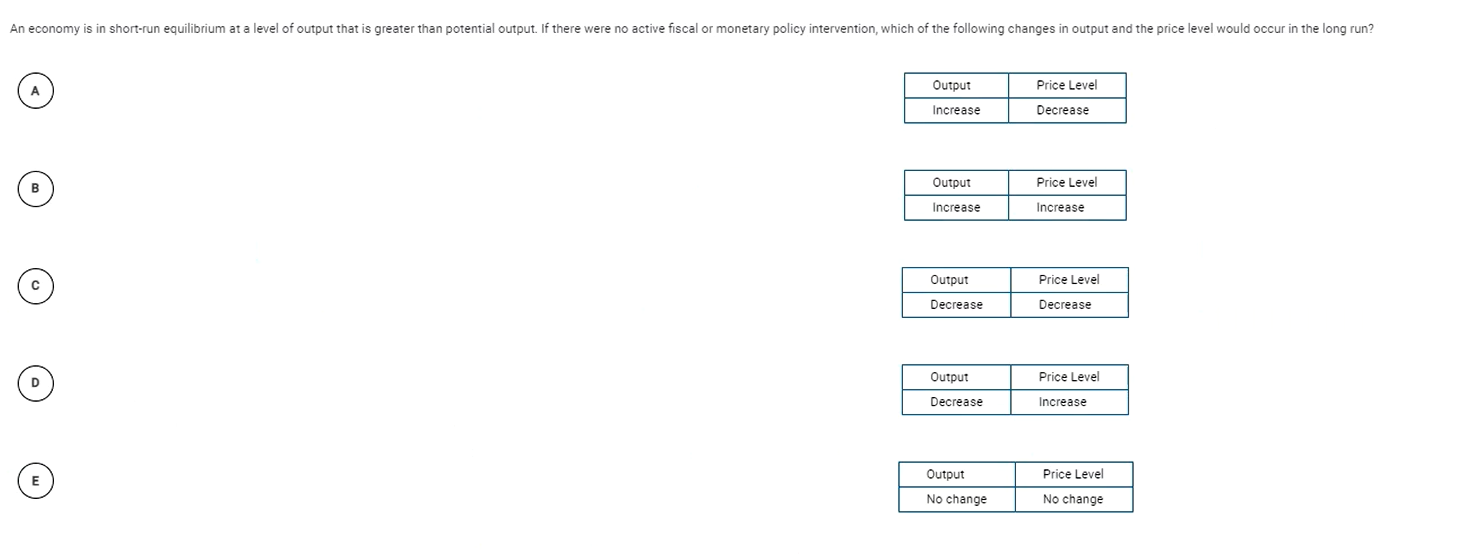 An economy is in short-run equilibrium at a level of output that is greater than potential output. If there were no active fiscal or monetary policy intervention, which of the following changes in output and the price level would occur in the long run?
A
Output Price Level
Increase Decrease
B
Output Price Level
Increase Increase
C
Output Price Level
Decrease Decrease
D
Output Price Level
Decrease Increase
E
Output Price Level
No change No change